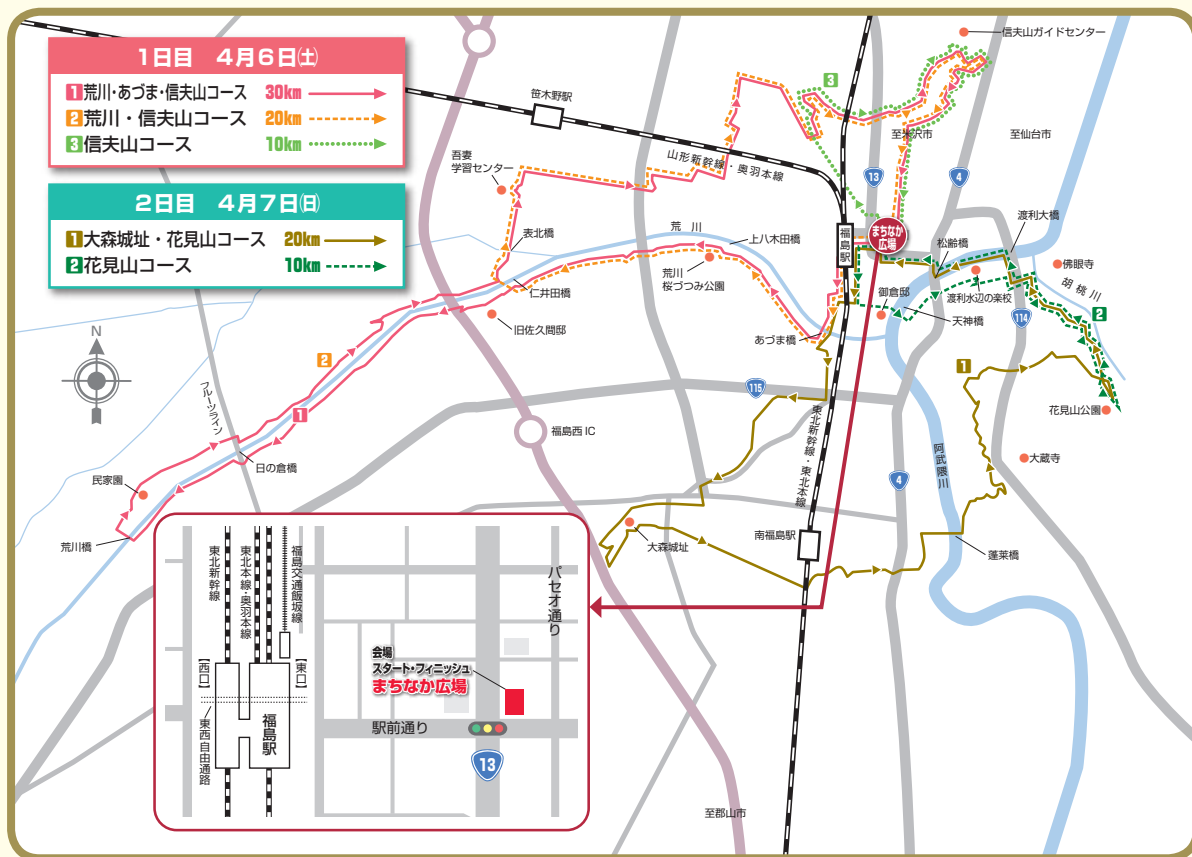 1日目 4月6日(土)
1 荒川・あづま・信夫山コース 30km
2 荒川・信夫山コース 20km
3 信夫山コース 10km
2日目 4月7日(日)
1 大森城址・花見山コース 20km
2 花見山コース 10km
信夫山ガイドセンター
3
笹木野駅
至米沢市
至仙台市
山形新幹線・奥羽本線
吾妻
学習センター
13
4
渡利大橋
荒川
福島駅
まちなか
広場
松齢橋
表北橋
上八木田橋
佛眼寺
荒川
桜づつみ公園
胡桃川
仁井田橋
御倉邸
渡利水辺の楽校
天神橋
114
2
旧佐久間邸
あづま橋
N
2
1
115
フルーツライン
花見山公園
1
東北新幹線・東北本線
福島西IC
日の倉橋
阿武隈川
大蔵寺
民家園
4
荒川橋
大森城址
南福島駅
蓬莱橋
東北新幹線
東北本線・奥羽本線
福島交通飯坂線
パセオ通り
会場
スタート・フィニッシュ
まちなか広場
【西口】
【東口】
福島駅
東西自由通路
駅前通り
13
至郡山市